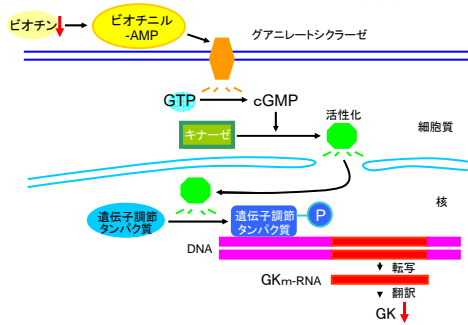 ビオチン
ビオチニル
-AMP
グアニレートシクラーゼ
GTP
cGMP
活性化
キナーゼ
細胞質
核
遺伝子調節
タンパク質
遺伝子調節
タンパク質
P
DNA
転写
GKm-RNA
翻訳
GK